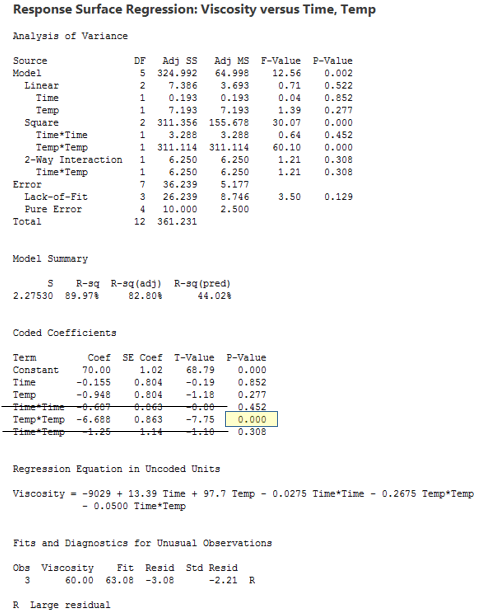 Response Surface Regression: Viscosity versus Time, Temp
Analysis of Variance
Source DF Adj SS Adj MS F-Value P-Value
Model 5 324.992 64.998 12.56 0.002
Linear 2 7.386 3.693 0.71 0.522
Time 1 0.193 0.193 0.04 0.852
Temp 1 7.193 7.193 1.39 0.277
Square 2 311.356 155.678 30.07 0.000
Time*Time 1 3.288 3.288 0.64 0.452
Temp*Temp 1 311.114 311.114 60.10 0.000
2-Way Interaction 1 6.250 6.250 1.21 0.308
Time*Temp 1 6.250 6.250 1.21 0.308
Error 7 36.239 5.177
Lack-of-Fit 3 26.239 8.746 3.50 0.129
Pure Error 4 10.000 2.500
Total 12 361.231
Model Summary
S R-sq R-sq(adj) R-sq(pred)
2.27530 89.97% 82.80% 44.02%
Coded Coefficients
Term Coef SE Coef T-Value P-Value
Constant 70.00 1.02 68.79 0.000
Time -0.155 0.804 -0.19 0.852
Temp -0.948 0.804 -1.18 0.277
Time*Time -0.687 0.863 -0.80 0.452
Temp*Temp -6.688 0.863 -7.75 0.000
Time*Temp -1.25 1.14 -1.10 0.308
Regression Equation in Uncoded Units
Viscosity = -9029 + 13.39 Time + 97.7 Temp - 0.0275 Time*Time - 0.2675 Temp*Temp
- 0.0500 Time*Temp
Fits and Diagnostics for Unusual Observations
Obs Viscosity Fit Resid Std Resid
3 60.00 63.08 -3.08 -2.21 R
R Large residual